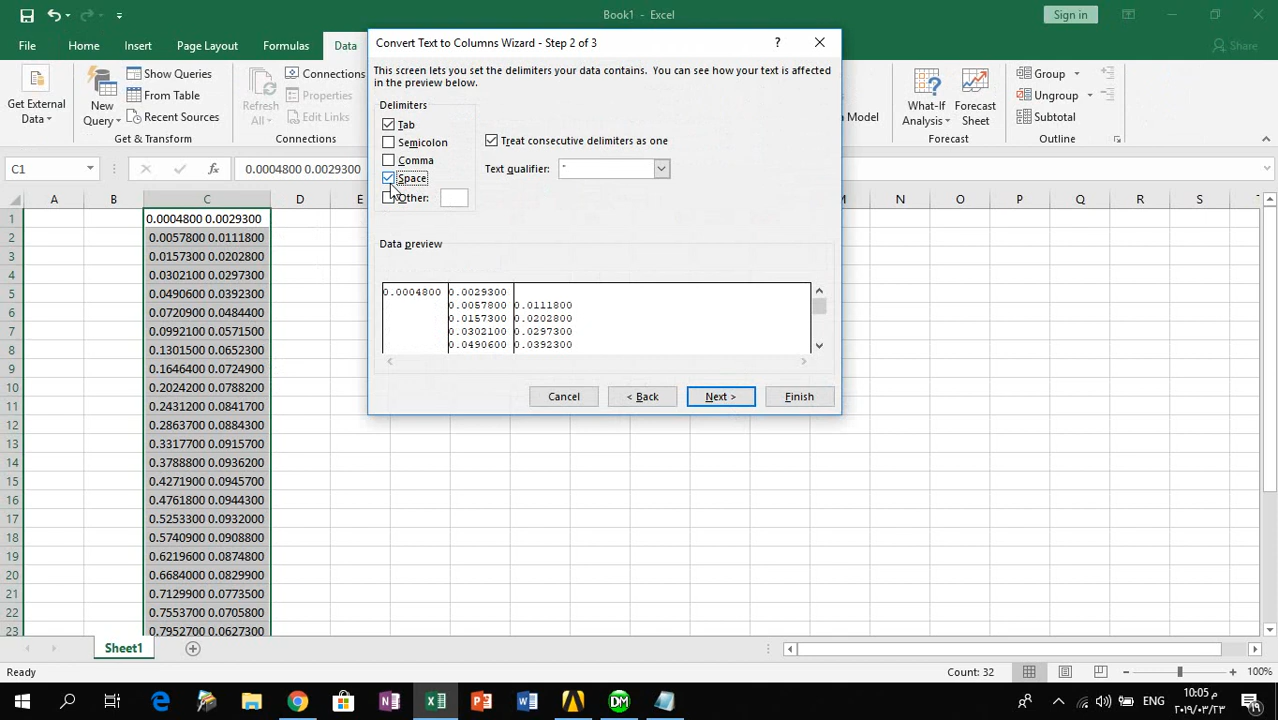 Book1 - Excel
Sign in
File
Home
Insert
Page Layout
Formulas
Data
Share
Get External Data
New Query
Show Queries
From Table
Recent Sources
Get & Transform
Refresh All
Connections
Properties
Edit Links
Connections
What-If Analysis
Forecast Sheet
Forecast
Group
Ungroup
Subtotal
Outline
a Model
C1
0.0004800 0.0029300
Convert Text to Columns Wizard - Step 2 of 3
?
This screen lets you set the delimiters your data contains. You can see how your text is affected
in the preview below.
Delimiters
Tab
Semicolon
Comma
Space
Other:
Treat consecutive delimiters as one
Text qualifier: "
Data preview
0.0004800 0.0029300
0.0057800 0.0111800
0.0157300 0.0202800
0.0302100 0.0297300
0.0490600 0.0392300
Cancel
< Back
Next >
Finish
A B C D E M N O P Q R S T
1 0.0004800 0.0029300
2 0.0057800 0.0111800
3 0.0157300 0.0202800
4 0.0302100 0.0297300
5 0.0490600 0.0392300
6 0.0720900 0.0484400
7 0.0992100 0.0571500
8 0.1301500 0.0652300
9 0.1646400 0.0724900
10 0.2024200 0.0788200
11 0.2431200 0.0841700
12 0.2863700 0.0884300
13 0.3317700 0.0915700
14 0.3788800 0.0936200
15 0.4271900 0.0945700
16 0.4761800 0.0944300
17 0.5253300 0.0932000
18 0.5740900 0.0908800
19 0.6219600 0.0874800
20 0.6684000 0.0829900
21 0.7129900 0.0773500
22 0.7553700 0.0705800
23 0.7952700 0.0627300
Sheet1
Ready
Count: 32
100%
ENG
م 10:05
٢٠١٩/٠٣/٢٣
١٩